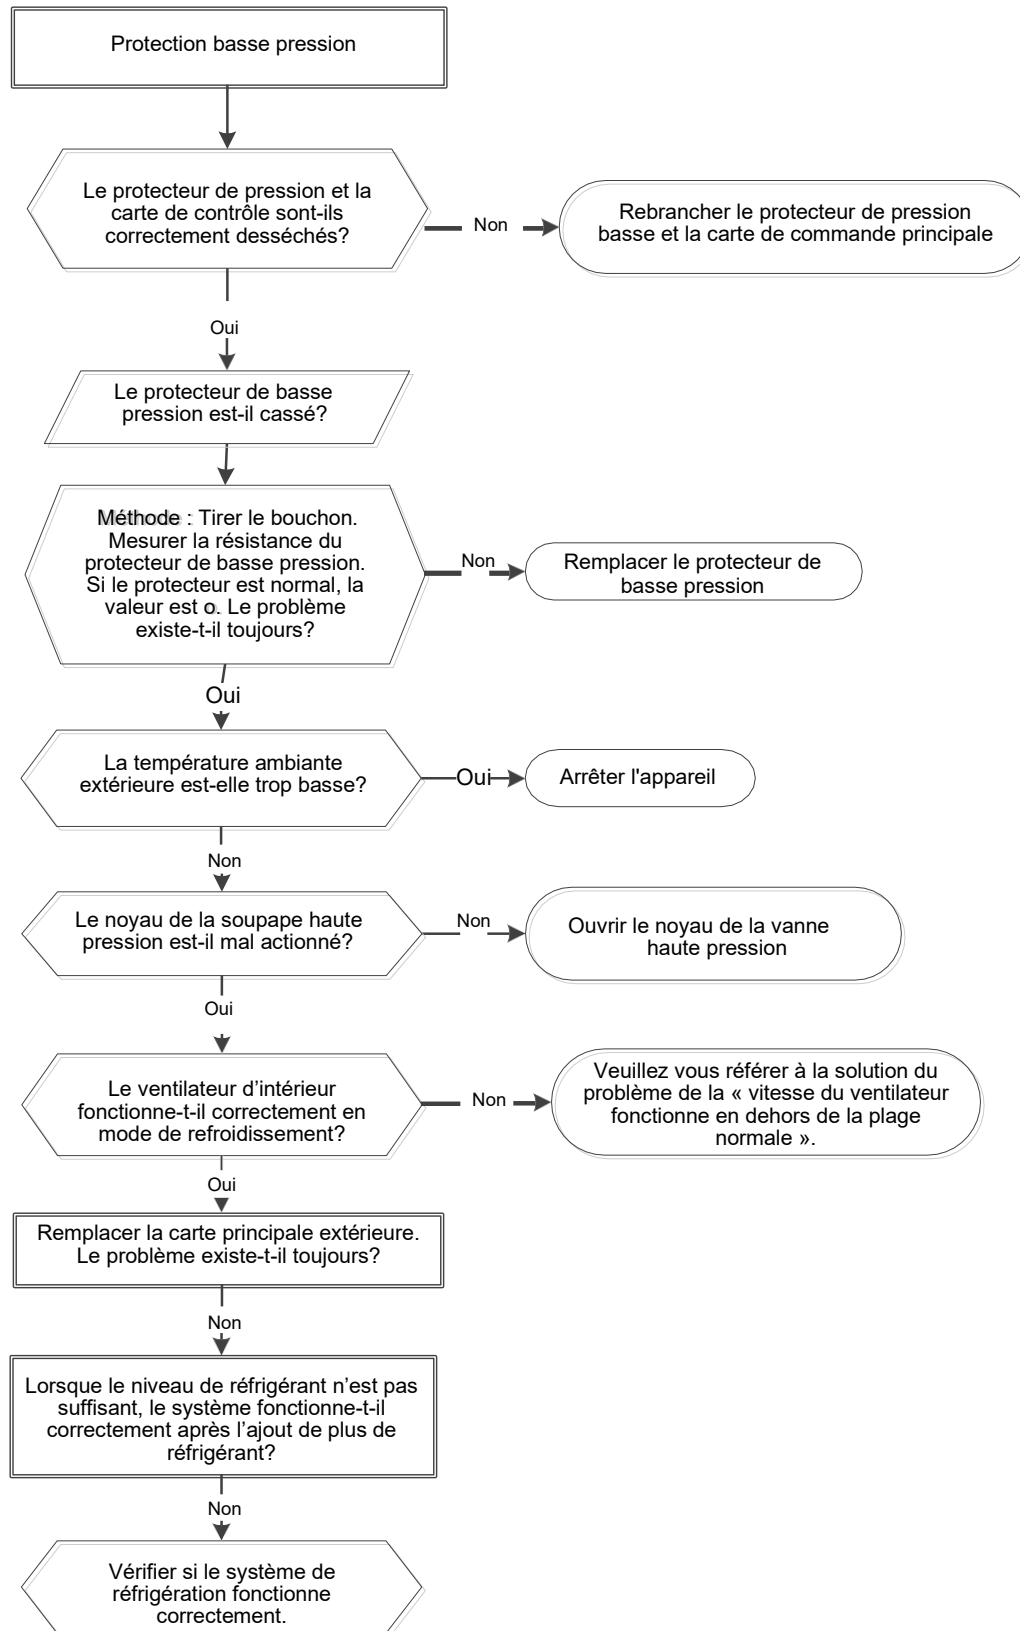 Protection basse pression
Le protecteur de pression et la
carte de contrôle sont-ils
correctement desséchés?
Non
Rebrancher le protecteur de pression
basse et la carte de commande principale
Oui
Le protecteur de basse
pression est-il cassé?
Méthode : Tirer le bouchon.
Mesurer la résistance du
protecteur de basse pression.
Si le protecteur est normal, la
valeur est o. Le problème
existe-t-il toujours?
Non
Remplacer le protecteur de
basse pression
Oui
La température ambiante
extérieure est-elle trop basse?
Oui
Arrêter l'appareil
Non
Le noyau de la soupape haute
pression est-il mal actionné?
Non
Ouvrir le noyau de la vanne
haute pression
Oui
Le ventilateur d’intérieur
fonctionne-t-il correctement en
mode de refroidissement?
Non
Veuillez vous référer à la solution du
problème de la « vitesse du ventilateur
fonctionne en dehors de la plage
normale ».
Oui
Remplacer la carte principale extérieure.
Le problème existe-t-il toujours?
Non
Lorsque le niveau de réfrigérant n’est pas
suffisant, le système fonctionne-t-il
correctement après l’ajout de plus de
réfrigérant?
Non
Vérifier si le système de
réfrigération fonctionne
correctement.